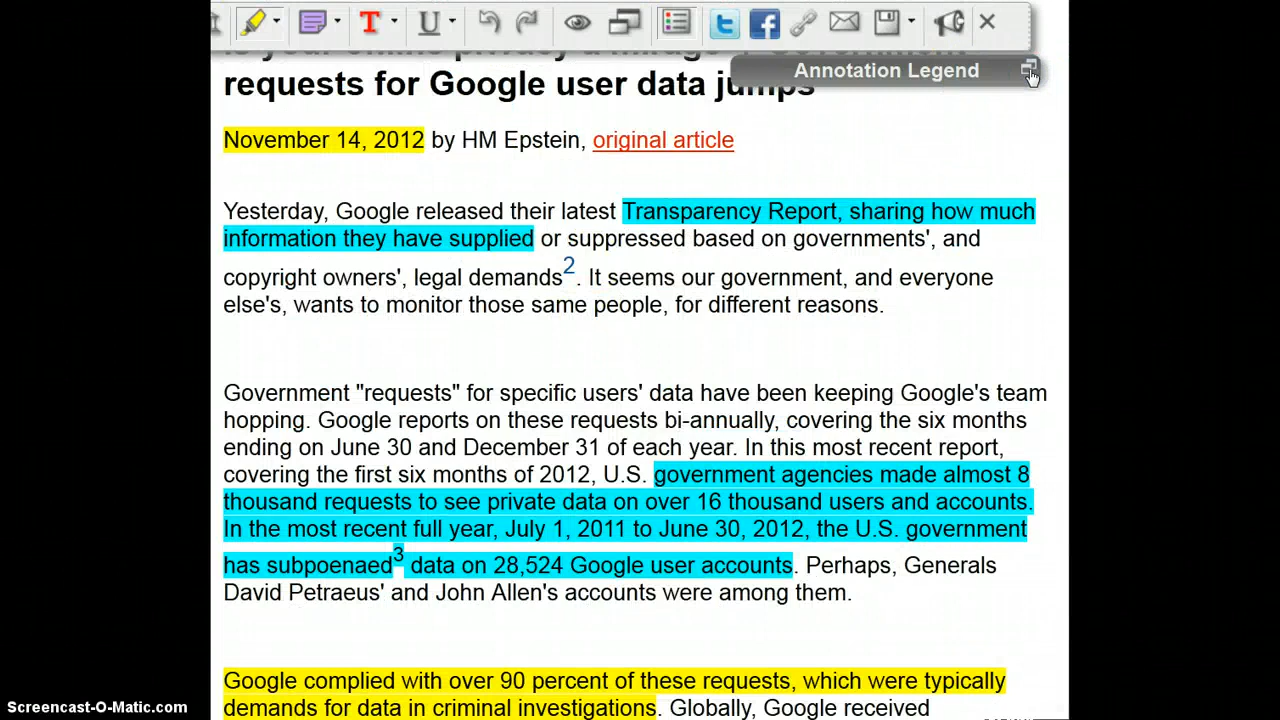 Annotation Legend
requests for Google user data jumps
November 14, 2012 by HM Epstein, original article
Yesterday, Google released their latest Transparency Report, sharing how much
information they have supplied or suppressed based on governments', and
copyright owners', legal demands2. It seems our government, and everyone
else's, wants to monitor those same people, for different reasons.
Government "requests" for specific users' data have been keeping Google's team
hopping. Google reports on these requests bi-annually, covering the six months
ending on June 30 and December 31 of each year. In this most recent report,
covering the first six months of 2012, U.S. government agencies made almost 8
thousand requests to see private data on over 16 thousand users and accounts.
In the most recent full year, July 1, 2011 to June 30, 2012, the U.S. government
has subpoenaed3 data on 28,524 Google user accounts. Perhaps, Generals
David Petraeus' and John Allen's accounts were among them.
Google complied with over 90 percent of these requests, which were typically
demands for data in criminal investigations. Globally, Google received
Screencast-O-Matic.com